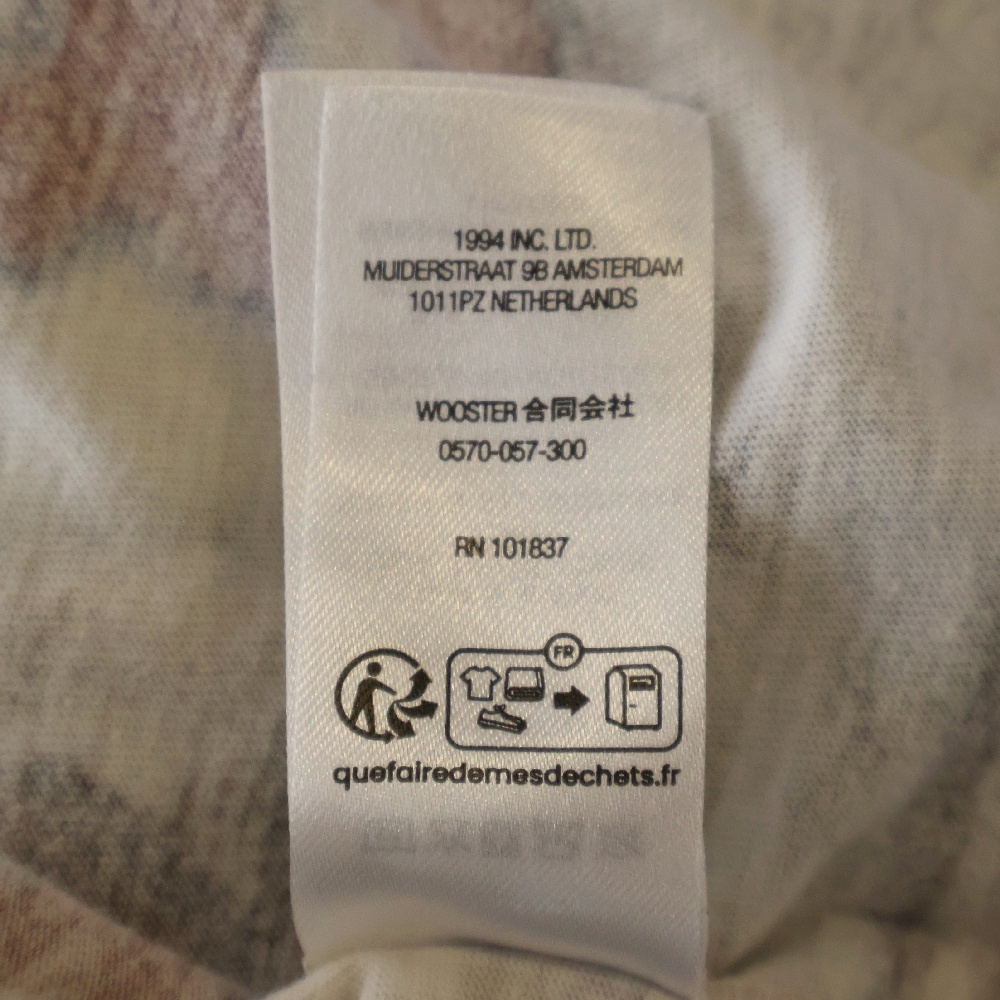 1994 INC. LTD.
MUIDERSTRAAT 9B AMSTERDAM
1011PZ NETHERLANDS
WOOSTER 合同会社
0570-057-300
RN 101837
FR
quefairedemesdechets.fr